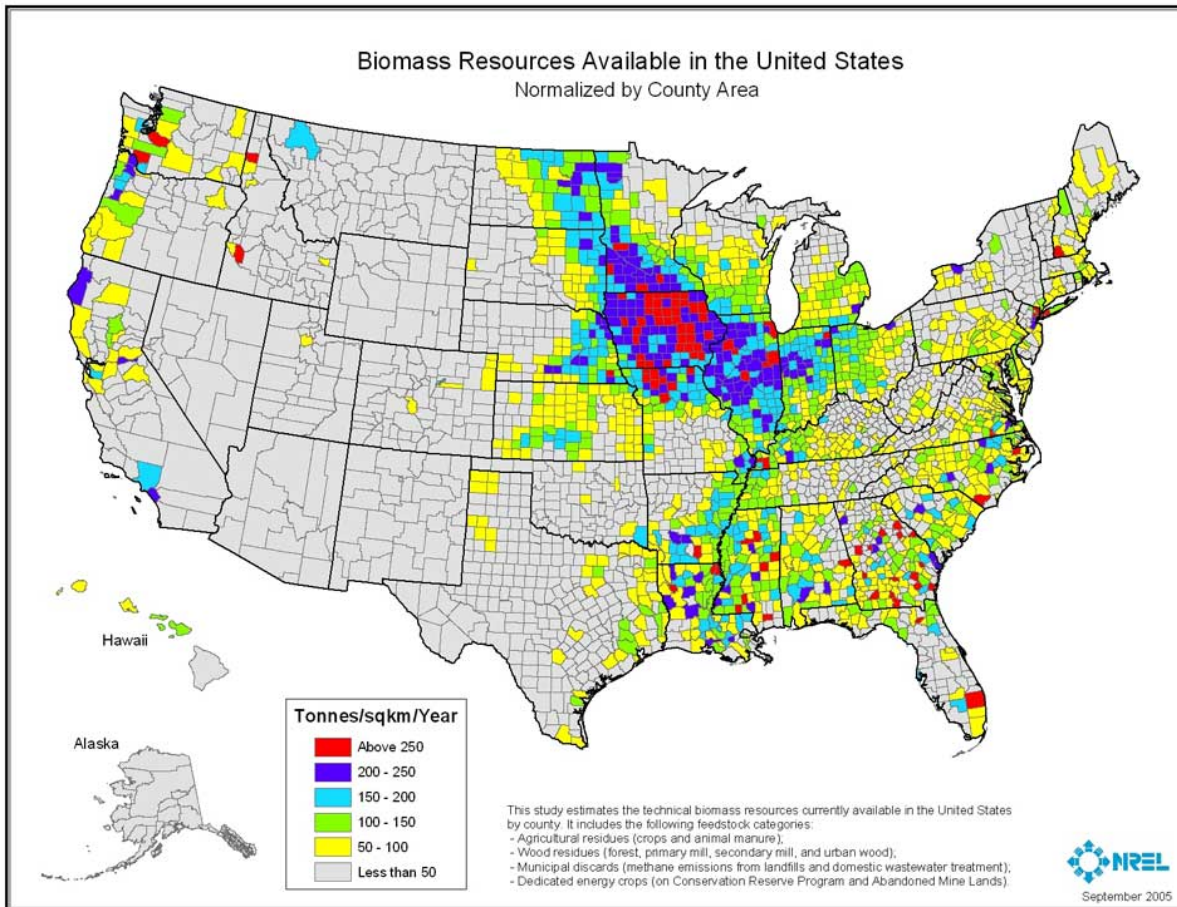 Biomass Resources Available in the United States
Normalized by County Area
Hawaii
Alaska
Tonnes/sqkm/Year
Above 250
200 - 250
150 - 200
100 - 150
50 - 100
Less than 50
This study estimates the technical biomass resources currently available in the United States
by county. It includes the following feedstock categories:
- Agricultural residues (crops and animal manure);
- Wood residues (forest, primary mill, secondary mill, and urban wood);
- Municipal discards (methane emissions from landfills and domestic wastewater treatment);
- Dedicated energy crops (on Conservation Reserve Program and Abandoned Mine Lands).
NREL
September 2005